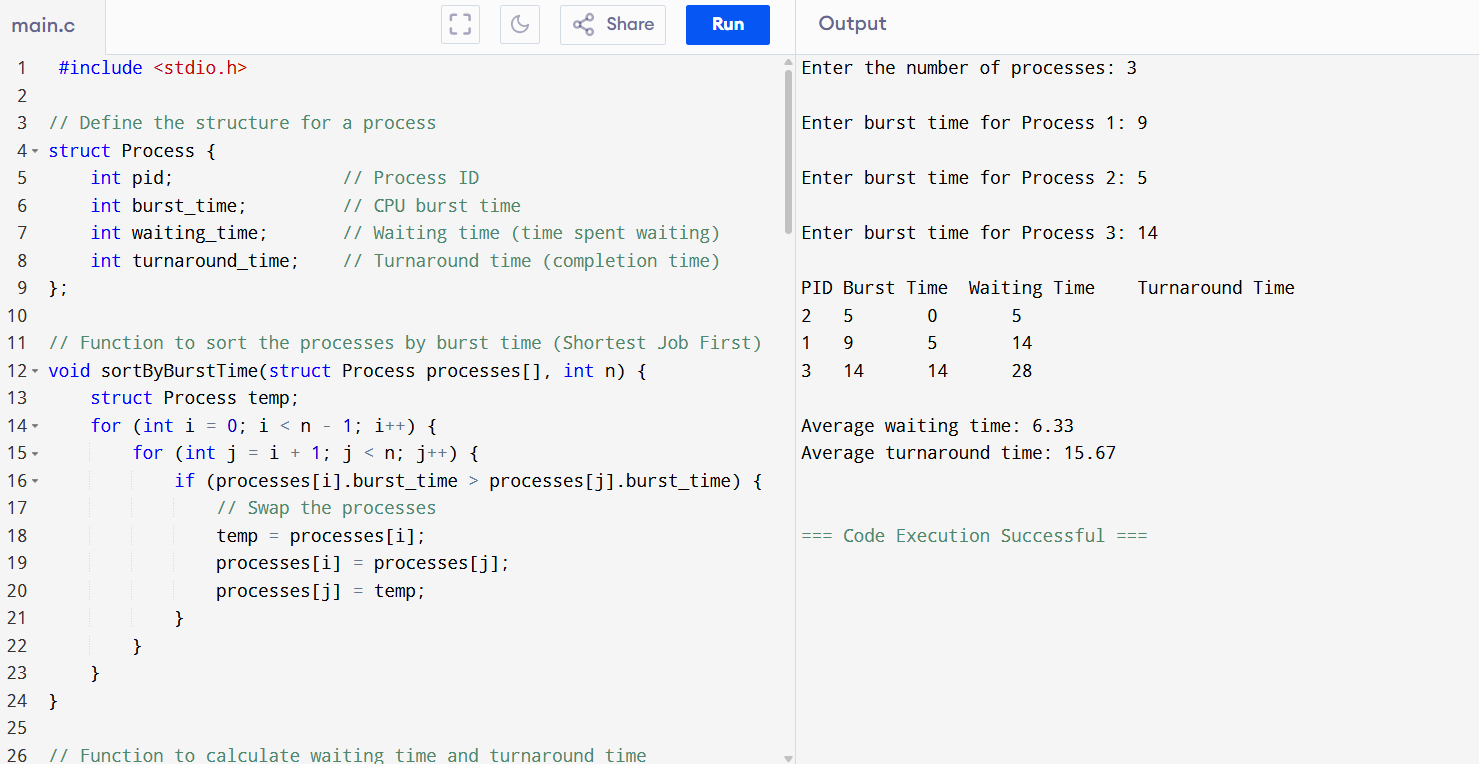 main.c
Share
Run
Output
1 #include <stdio.h>
2
3 // Define the structure for a process
4 struct Process {
5 int pid; // Process ID
6 int burst_time; // CPU burst time
7 int waiting_time; // Waiting time (time spent waiting)
8 int turnaround_time; // Turnaround time (completion time)
9 };
10
11 // Function to sort the processes by burst time (Shortest Job First)
12 void sortByBurstTime(struct Process processes[], int n) {
13 struct Process temp;
14 for (int i = 0; i < n - 1; i++) {
15 for (int j = i + 1; j < n; j++) {
16 if (processes[i].burst_time > processes[j].burst_time) {
17 // Swap the processes
18 temp = processes[i];
19 processes[i] = processes[j];
20 processes[j] = temp;
21 }
22 }
23 }
24 }
25
26 // Function to calculate waiting time and turnaround time
Enter the number of processes: 3
Enter burst time for Process 1: 9
Enter burst time for Process 2: 5
Enter burst time for Process 3: 14
PID Burst Time Waiting Time Turnaround Time
2 5 0 5
1 9 5 14
3 14 14 28
Average waiting time: 6.33
Average turnaround time: 15.67
=== Code Execution Successful ===